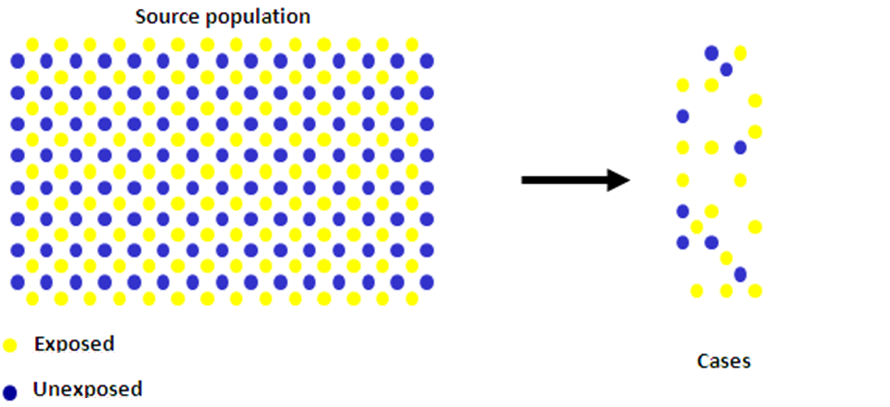 Source population
Exposed
Unexposed
Cases